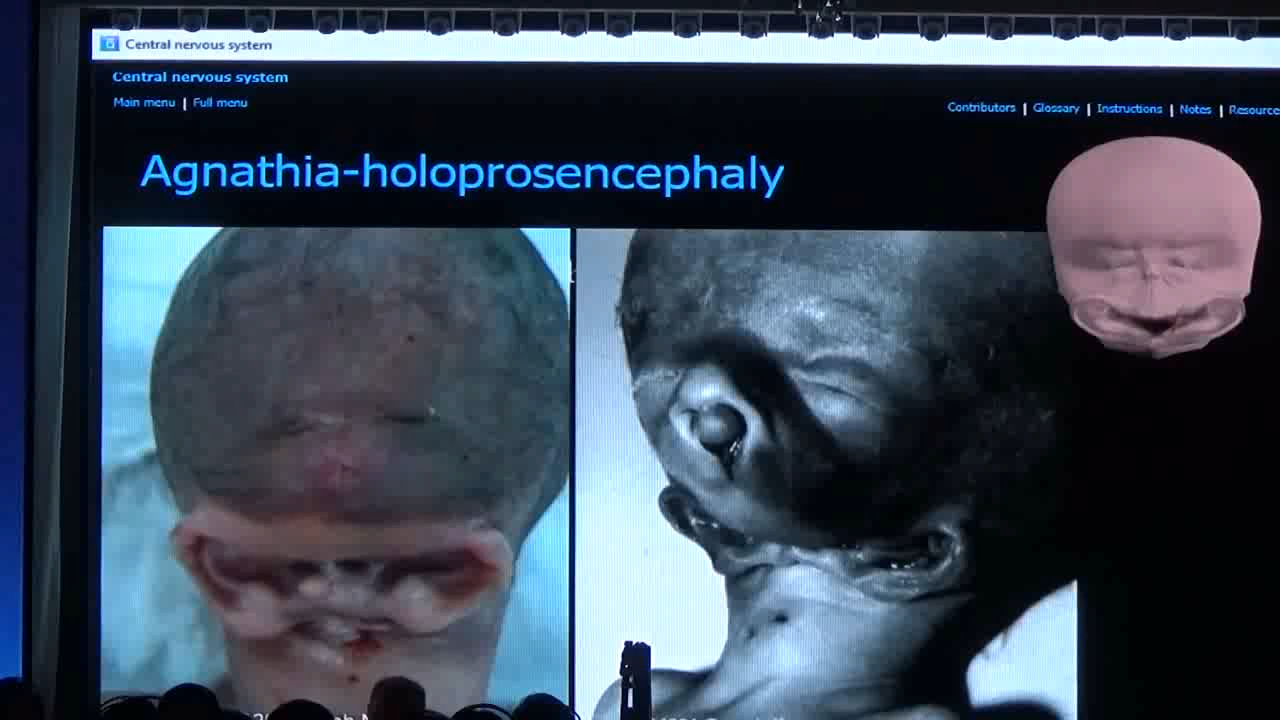 Central nervous system
Central nervous system
Main menu | Full menu
Contributors | Glossary | Instructions | Notes | Resource
Agnathia-holoprosencephaly